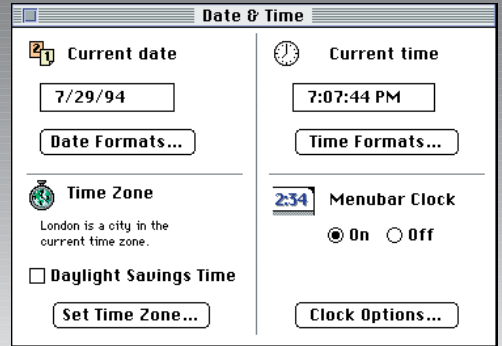 Date & Time
Current date
7/29/94
Date Formats...
Current time
7:07:44 PM
Time Formats...
Time Zone
London is a city in the
current time zone.
Daylight Savings Time
Set Time Zone...
2:34
Menubar Clock
On
Off
Clock Options...